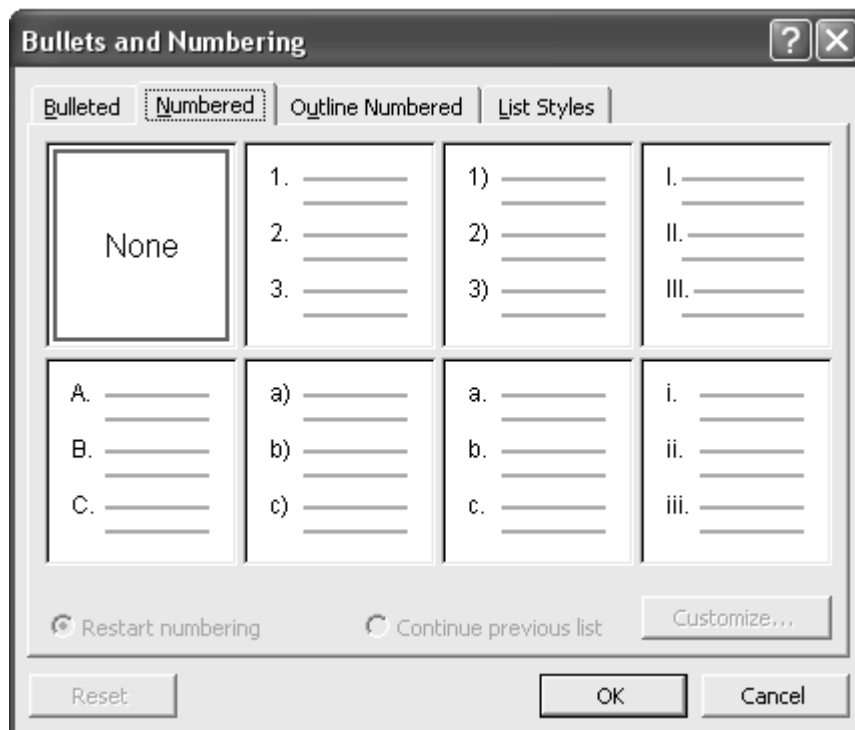 Bullets and Numbering
Bulleted Numbered Outline Numbered List Styles
None
1.
2.
3.
1)
2)
3)
I.
II.
III.
A.
B.
C.
a)
b)
c)
a.
b.
c.
i.
ii.
iii.
Restart numbering Continue previous list Customize...
Reset OK Cancel